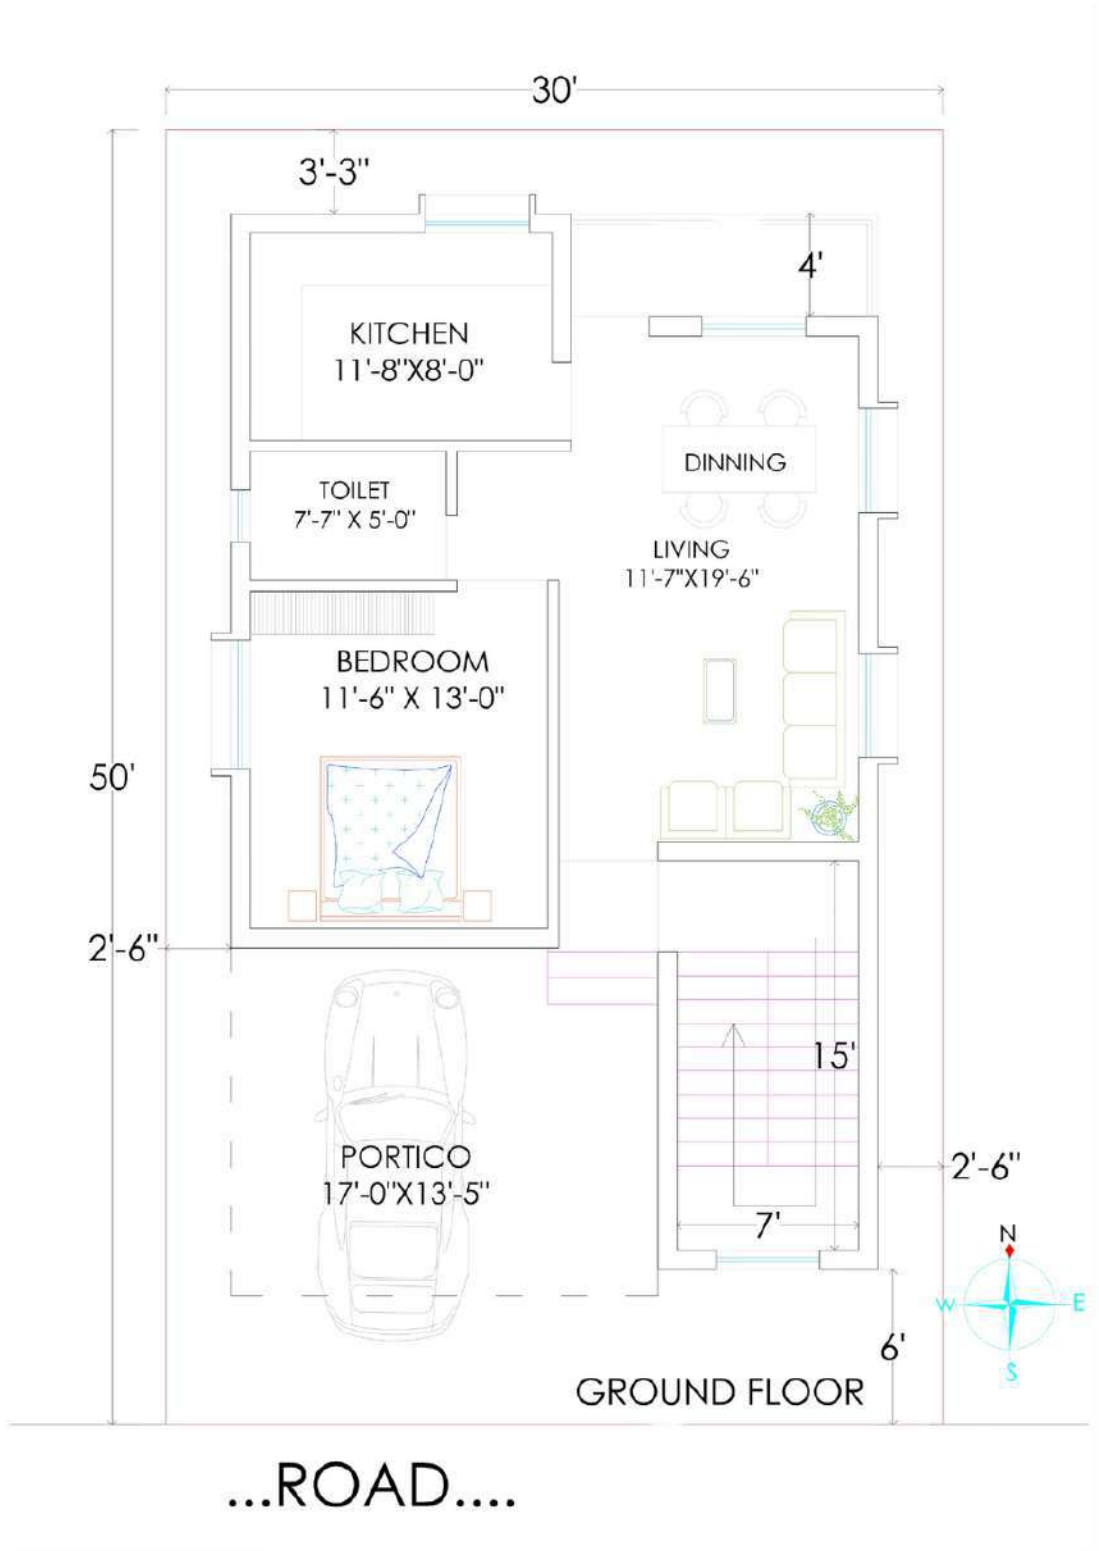 30'
3'-3"
4'
KITCHEN
11'-8"X8'-0"
DINNING
TOILET
7'-7" X 5'-0"
LIVING
11'-7"X19'-6"
BEDROOM
11'-6" X 13'-0"
50'
2'-6"
15'
PORTICO
17'-0"X13'-5"
2'-6"
7'
N
W
E
S
6'
GROUND FLOOR
...ROAD....